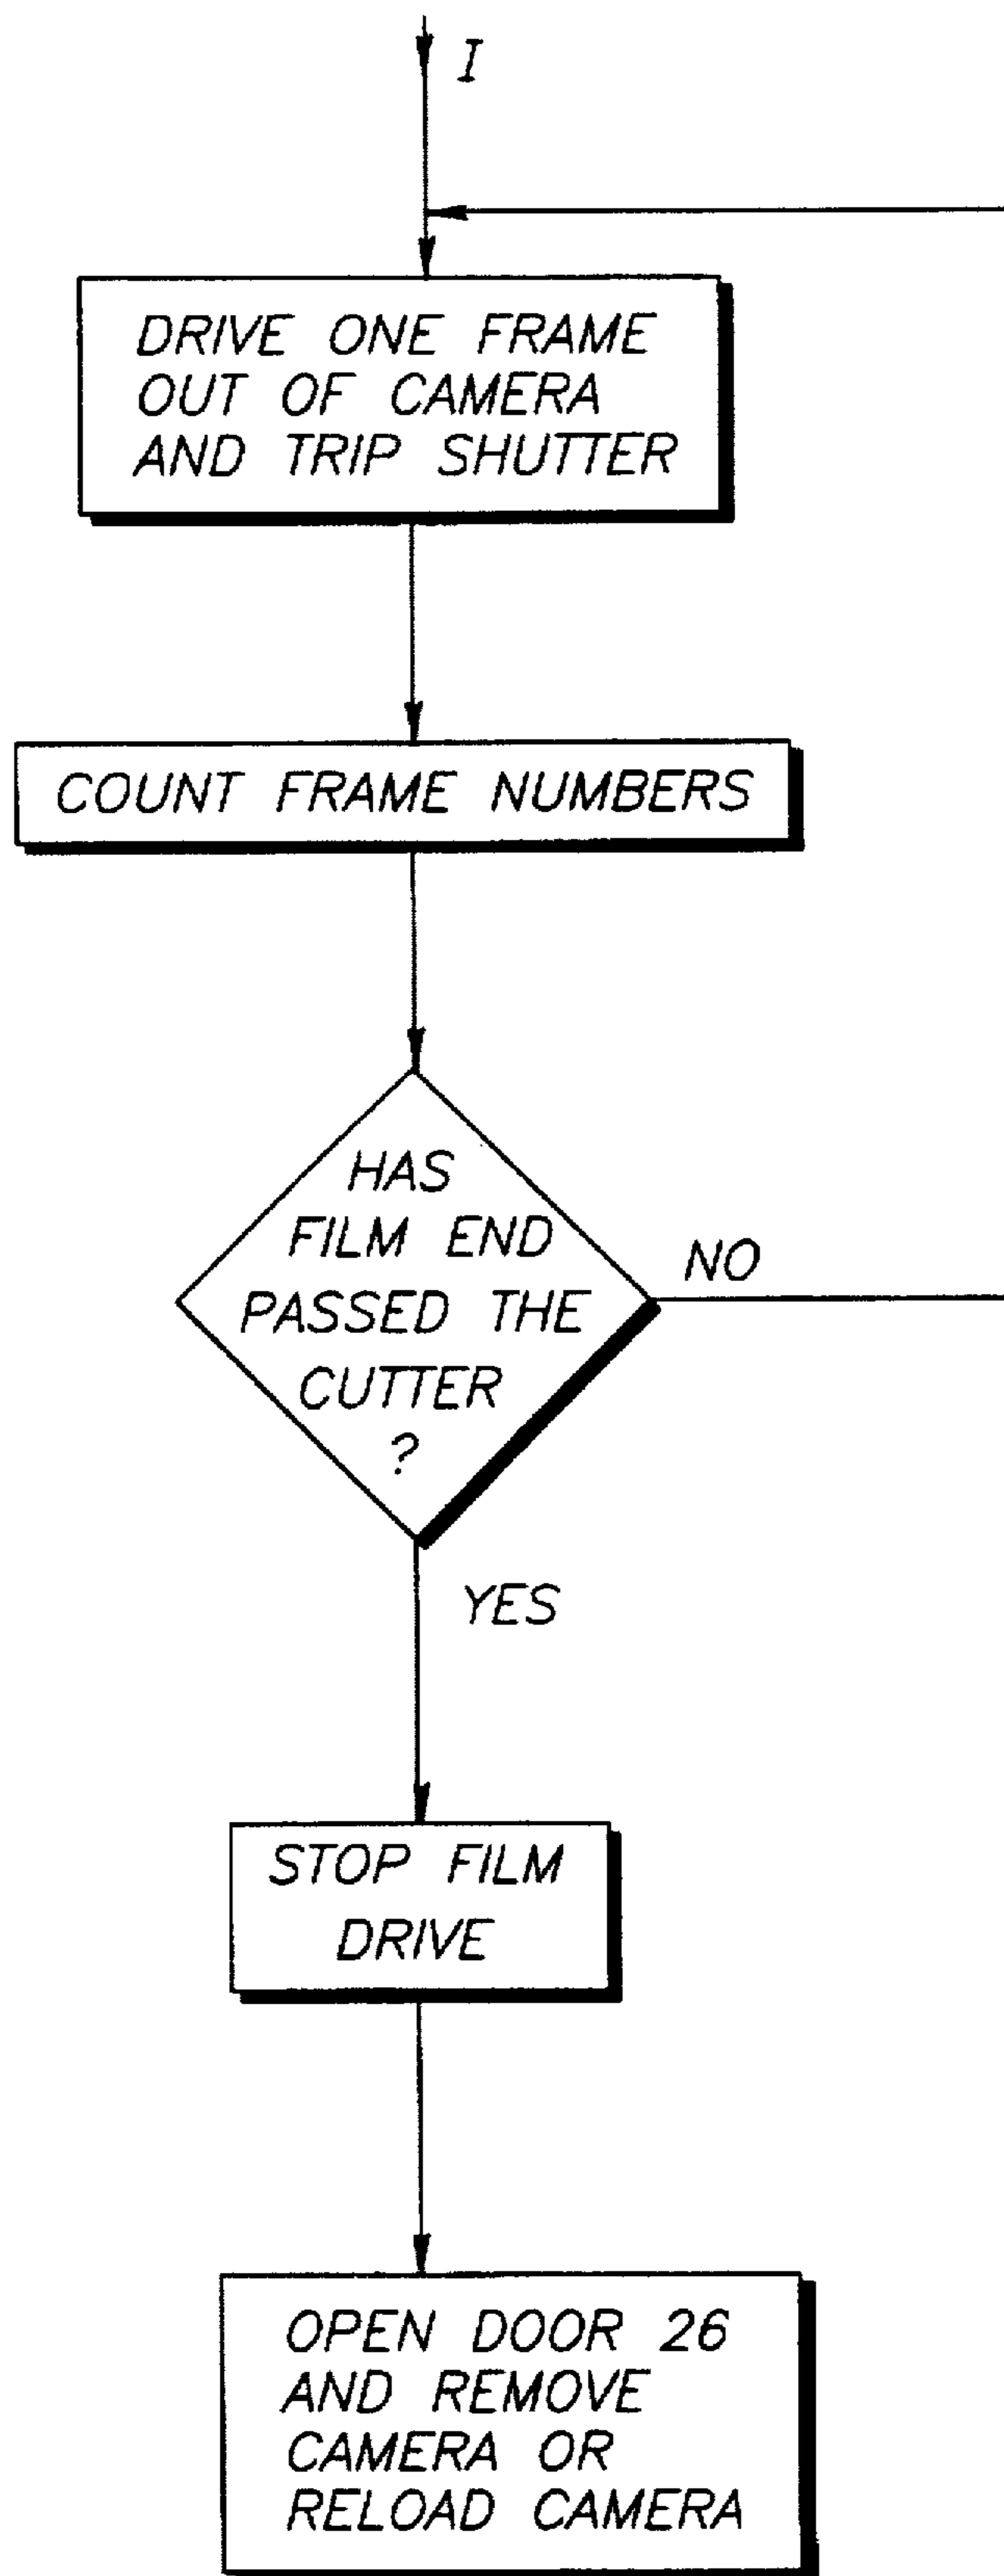 I
DRIVE ONE FRAME
OUT OF CAMERA
AND TRIP SHUTTER
COUNT FRAME NUMBERS
HAS
FILM END
PASSED THE
CUTTER
?
NO
YES
STOP FILM
DRIVE
OPEN DOOR 26
AND REMOVE
CAMERA OR
RELOAD CAMERA